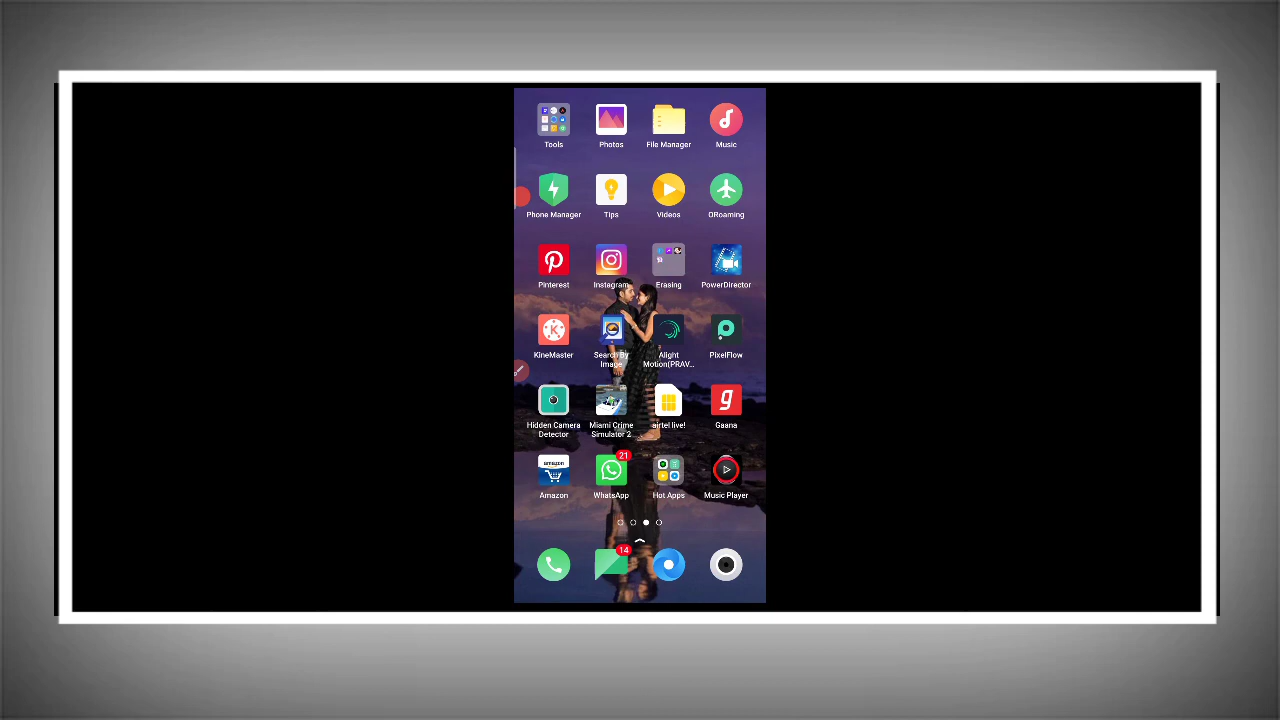 Tools Photos File Manager Music
Phone Manager Tips Videos ORoaming
Pinterest Instagram Erasing PowerDirector
KineMaster Search By Image Alight Motion(PRAV... PixelFlow
Hidden Camera Detector Miami Crime Simulator 2 airtel live! Gaana
amazon
21
Amazon WhatsApp Hot Apps Music Player
14